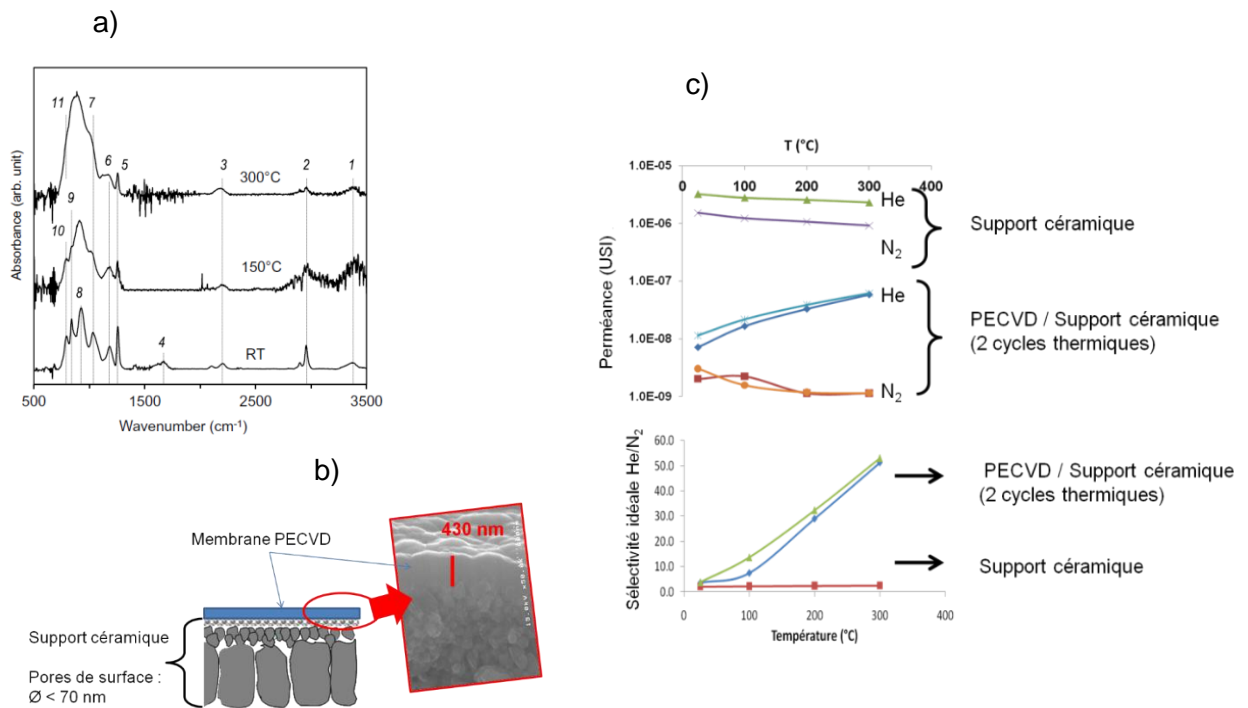 a)
11
7
6
5
3
2
1
300°C
9
10
150°C
8
4
RT
Absorbance (arb. unit)
500
1500
2500
3500
Wavenumber (cm-1)
b)
Membrane PECVD
430 nm
Support céramique
Pores de surface :
Ø < 70 nm
c)
T (°C)
1.0E-05
0
100
200
300
400
He
1.0E-06
N2
Support céramique
1.0E-07
He
1.0E-08
PECVD / Support céramique
(2 cycles thermiques)
1.0E-09
N2
Perméance (USI)
60.0
50.0
40.0
30.0
20.0
10.0
0.0
PECVD / Support céramique
(2 cycles thermiques)
Support céramique
Sélectivité idéale He/N2
0
100
200
300
400
Température (°C)